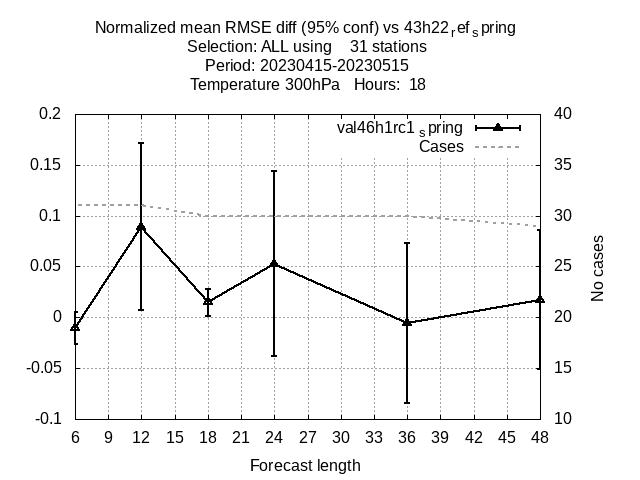 Normalized mean RMSE diff (95% conf) vs 43h22refspring
Selection: ALL using 31 stations
Period: 20230415-20230515
Temperature 300hPa Hours: 18
0.2
0.15
0.1
0.05
0
-0.05
-0.1
val46h1rc1spring
Cases
40
35
30
25
20
15
10
No cases
6 9 12 15 18 21 24 27 30 33 36 39 42 45 48
Forecast length